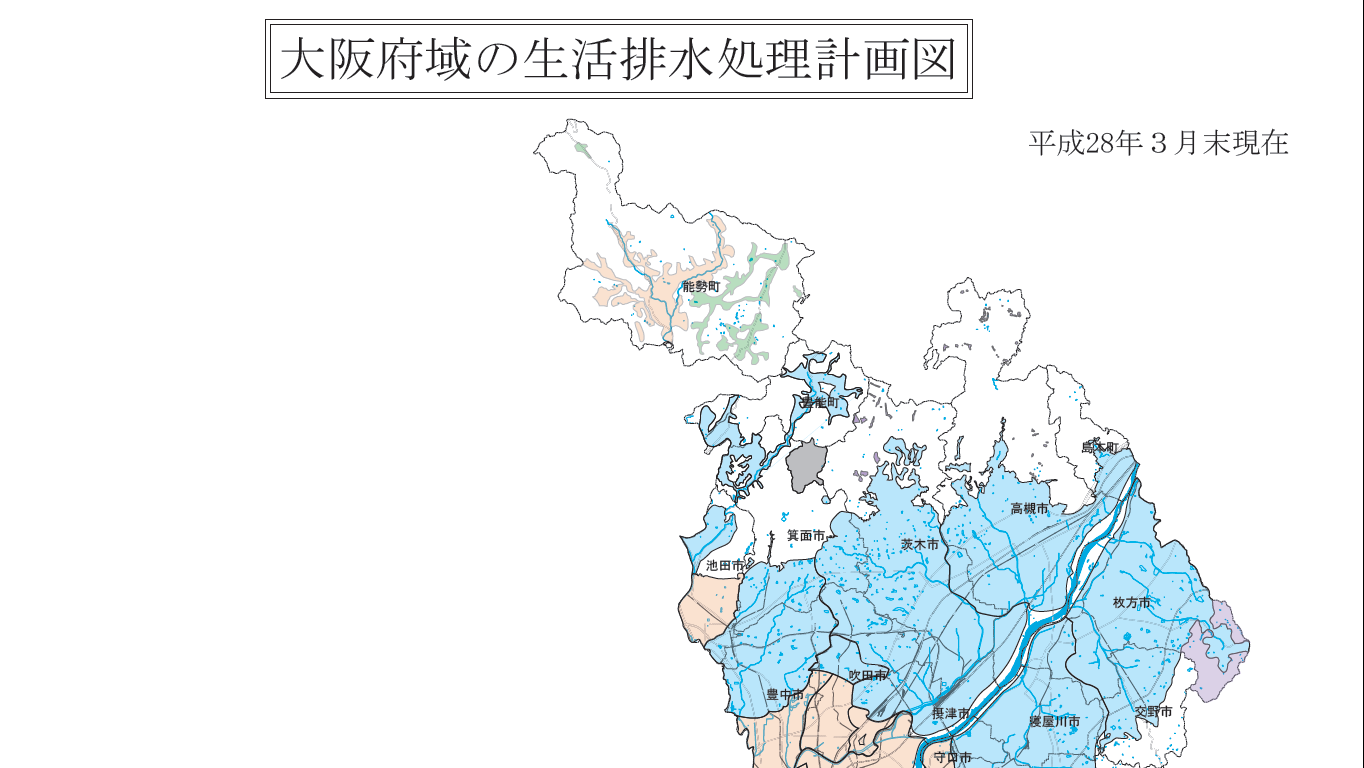 大阪府域の生活排水処理計画図
平成28年３月末現在
能勢町
豊能町
島本町
高槻市
箕面市
茨木市
池田市
枚方市
吹田市
豊中市
摂津市
寝屋川市
交野市
守口市